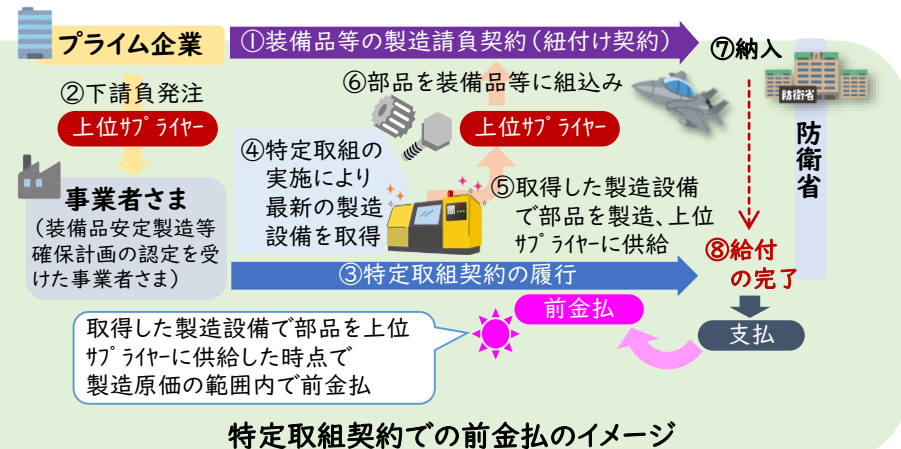 プライム企業
①装備品等の製造請負契約（紐付け契約）
⑦納入
防衛省
防衛省
②下請負発注
上位ｻﾌﾟﾗｲﾔｰ
⑥部品を装備品等に組込み
上位ｻﾌﾟﾗｲﾔｰ
事業者さま
（装備品安定製造等
確保計画の認定を受
けた事業者さま）
④特定取組の
実施により
最新の製造
設備を取得
⑤取得した製造設備
で部品を製造、上位
ｻﾌﾟﾗｲﾔｰに供給
③特定取組契約の履行
⑧給付
の完了
前金払
支払
取得した製造設備で部品を上位
ｻﾌﾟﾗｲﾔｰに供給した時点で
製造原価の範囲内で前金払
特定取組契約での前金払のイメージ